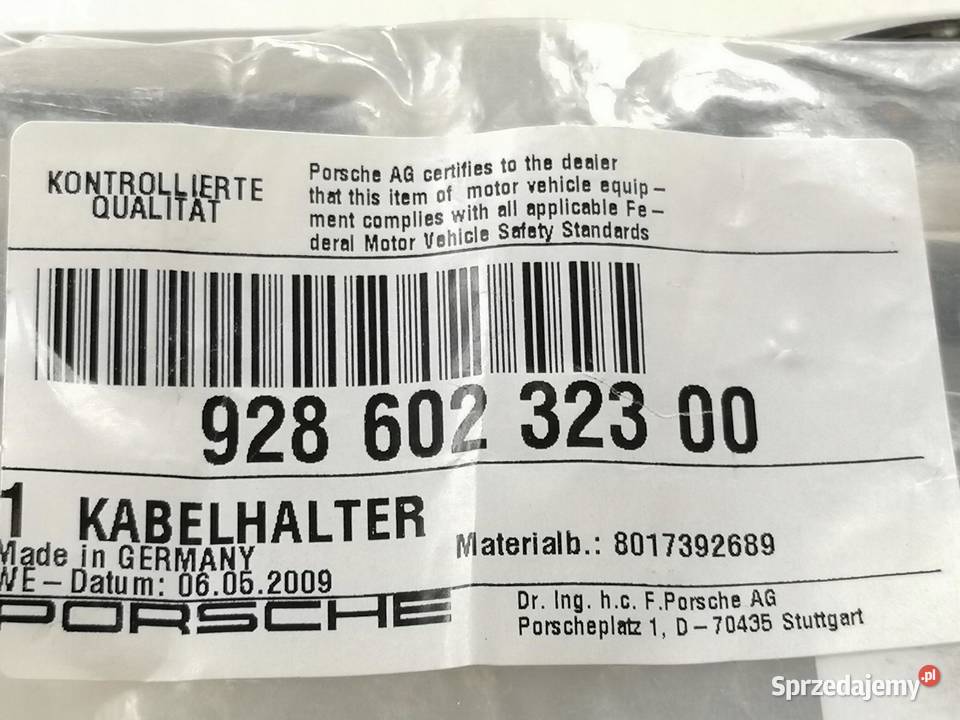 KONTROLLIERTE
QUALITÄT
Porsche AG certifies to the dealer
that this item of motor vehicle equip-
ment complies with all applicable Fe-
deral Motor Vehicle Safety Standards
928 602 323 00
1 KABELHALTER
Made in GERMANY
WE-Datum: 06.05.2009
Materialb.: 8017392689
PORSCHE
Dr. Ing. h.c. F.Porsche AG
Porscheplatz 1, D-70435 Stuttgart
Sprzedajemy.pl